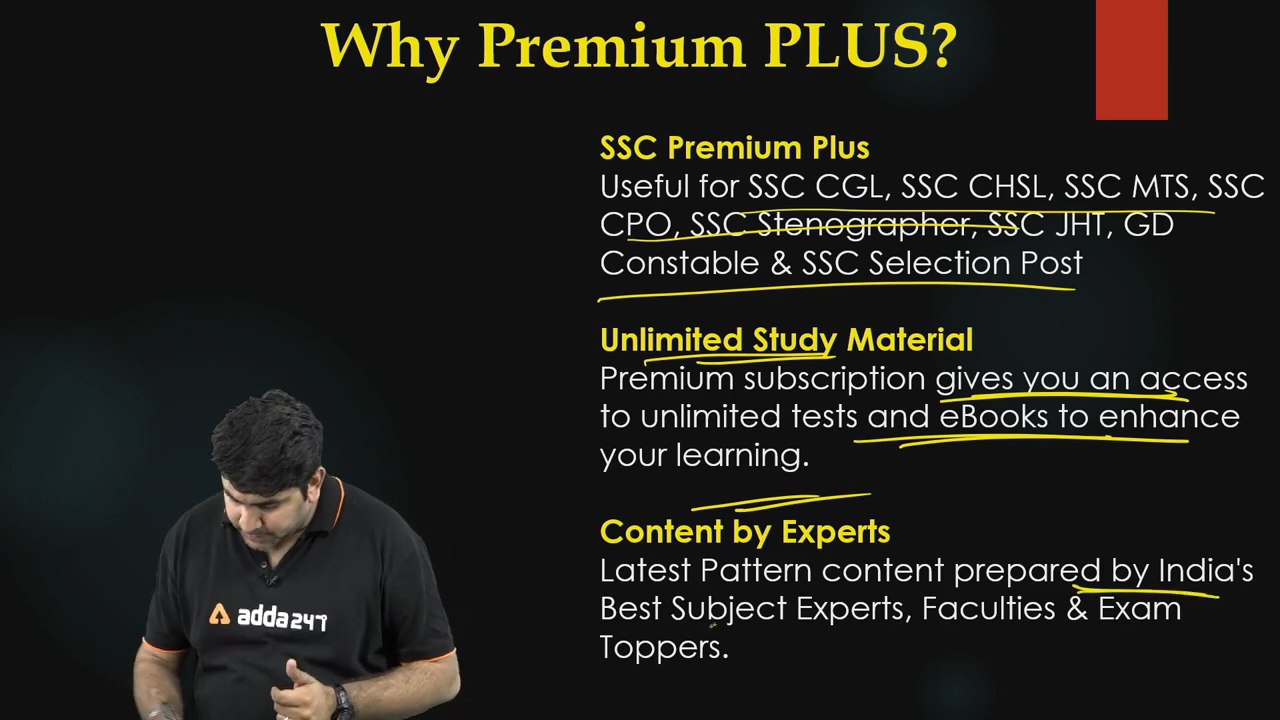 Why Premium PLUS?
SSC Premium Plus
Useful for SSC CGL, SSC CHSL, SSC MTS, SSC
CPO, SSC Stenographer, SSC JHT, GD
Constable & SSC Selection Post
Unlimited Study Material
Premium subscription gives you an access
to unlimited tests and eBooks to enhance
your learning.
Content by Experts
Latest Pattern content prepared by India's
Best Subject Experts, Faculties & Exam
Toppers.
adda247